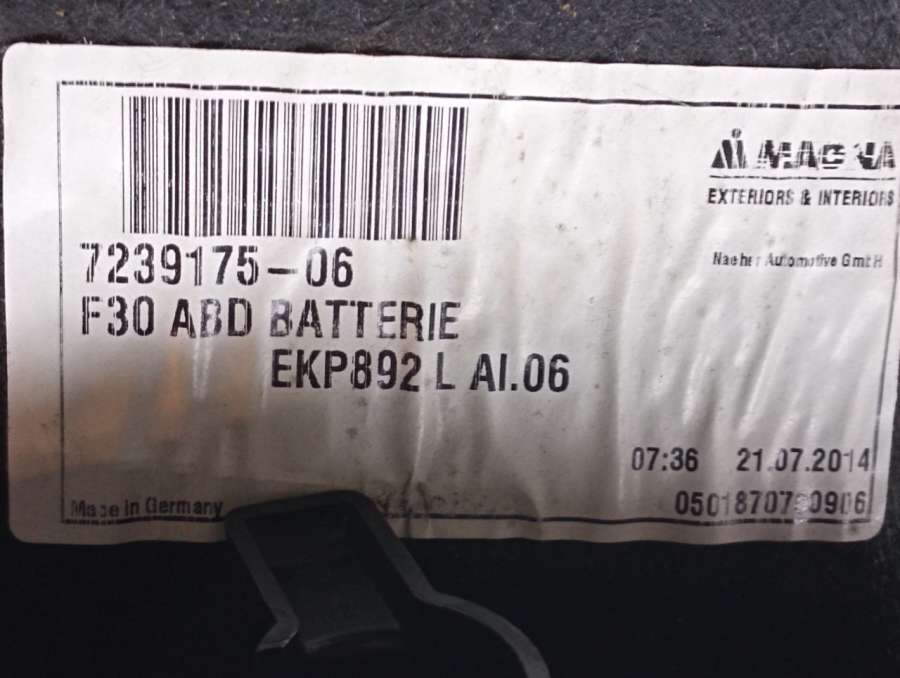 MAGNA
EXTERIORS & INTERIORS
Naeher Automotive GmbH
7239175-06
F30 ABD BATTERIE
EKP892 L AI.06
07:36 21.07.2014
Made in Germany